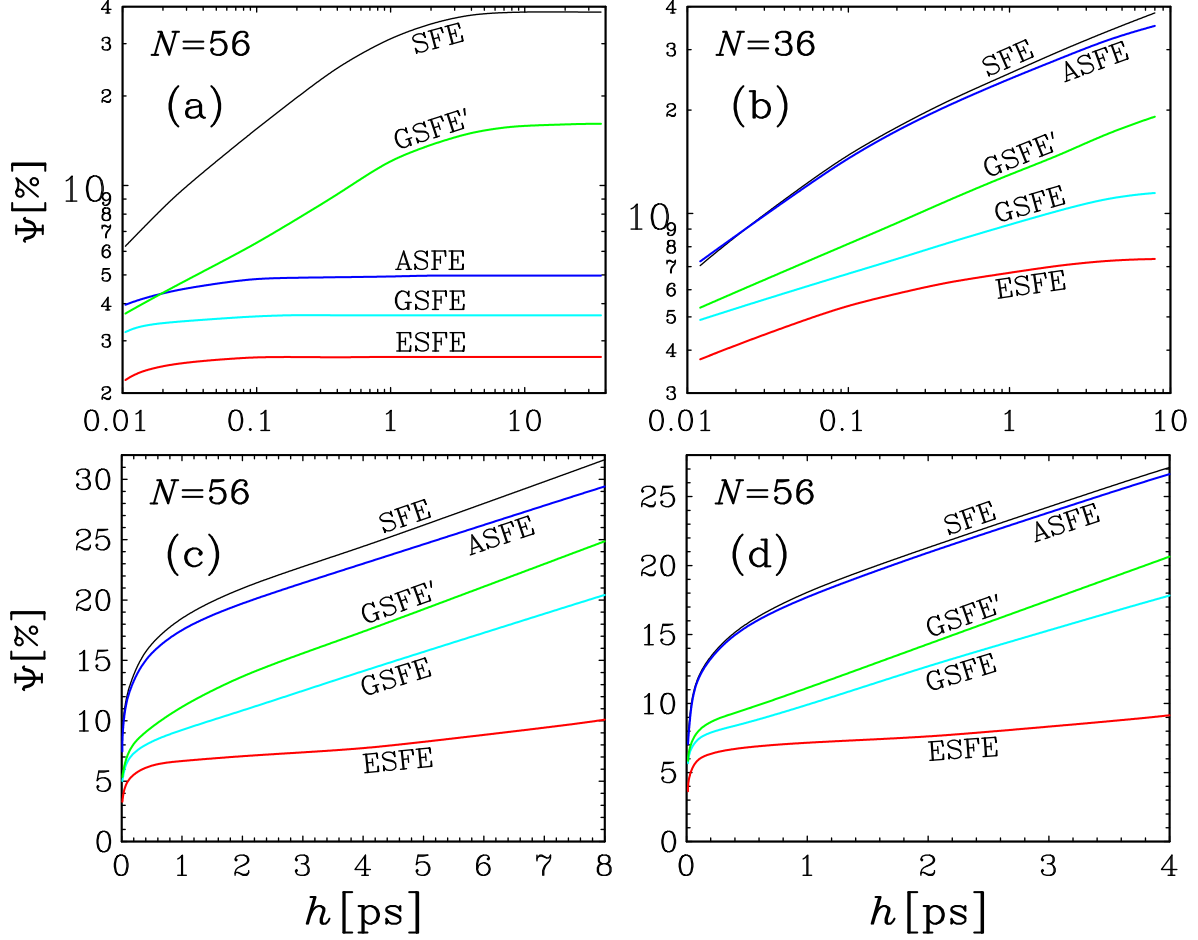 4
3
2
10
9
8
7
6
5
4
3
2
Ψ[%]
N=56
(a)
SFE
GSFE'
ASFE
GSFE
ESFE
0.01 0.1 1 10
4
3
2
10
9
8
7
6
5
4
3
N=36
(b)
SFE
ASFE
GSFE'
GSFE
ESFE
0.01 0.1 1 10
30
25
20
15
10
5
0
Ψ[%]
N=56
(c)
SFE
ASFE
GSFE'
GSFE
ESFE
0 1 2 3 4 5 6 7 8
h[ps]
25
20
15
10
5
0
N=56
(d)
SFE
ASFE
GSFE'
GSFE
ESFE
0 1 2 3 4
h[ps]